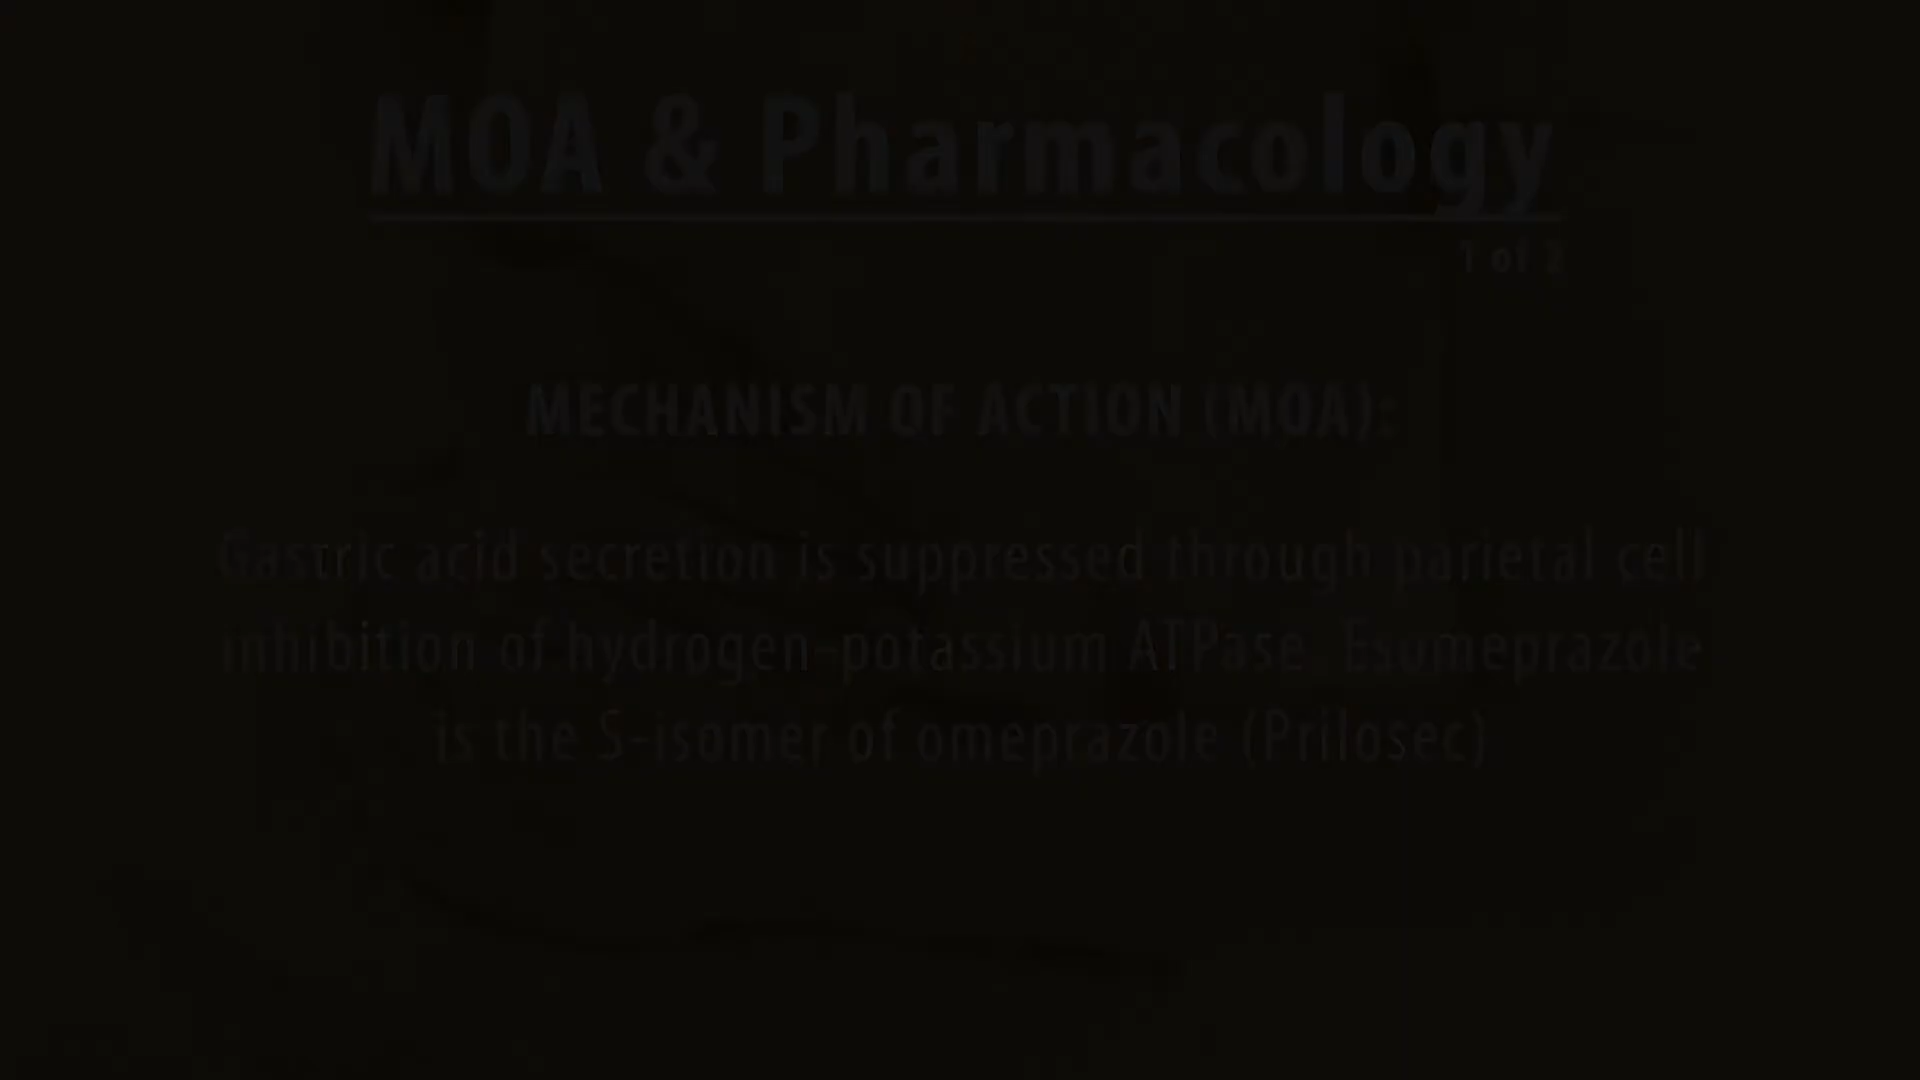 MOA & Pharmacology
1 of 2
MECHANISM OF ACTION (MOA):
Gastric acid secretion is suppressed through parietal cell
inhibition of hydrogen-potassium ATPase. Esomeprazole
is the S-isomer of omeprazole (Prilosec)